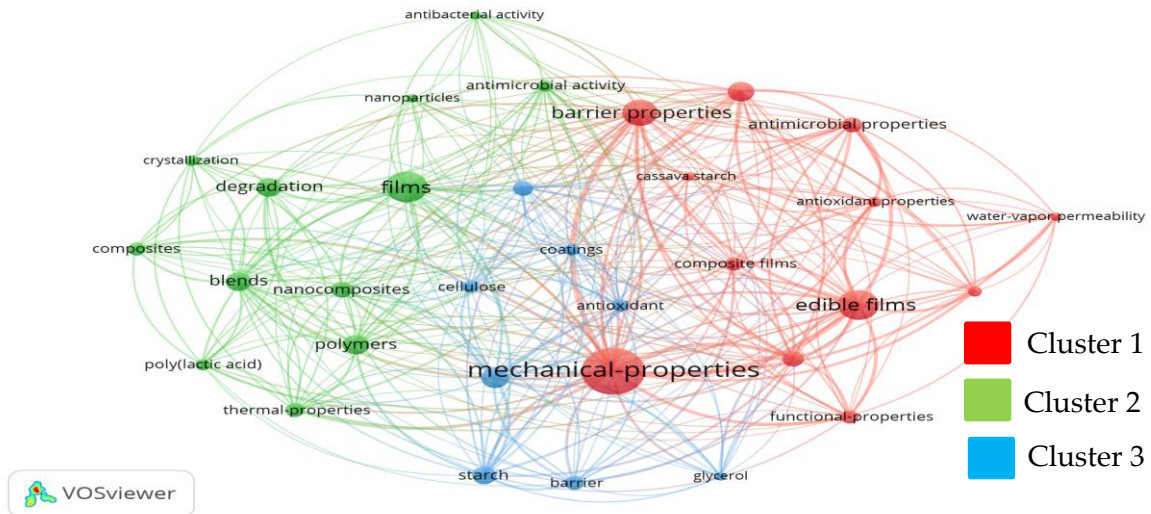 antibacterial activity
antimicrobial activity
nanoparticles
barrier properties
antimicrobial properties
crystallization
cassava starch
degradation
films
antioxidant properties
water-vapor permeability
composites
coatings
composite films
blends
nanocomposites
cellulose
antioxidant
edible films
polymers
Cluster 1
poly(lactic acid)
mechanical-properties
thermal-properties
functional-properties
Cluster 2
starch
barrier
glycerol
Cluster 3
VOSviewer